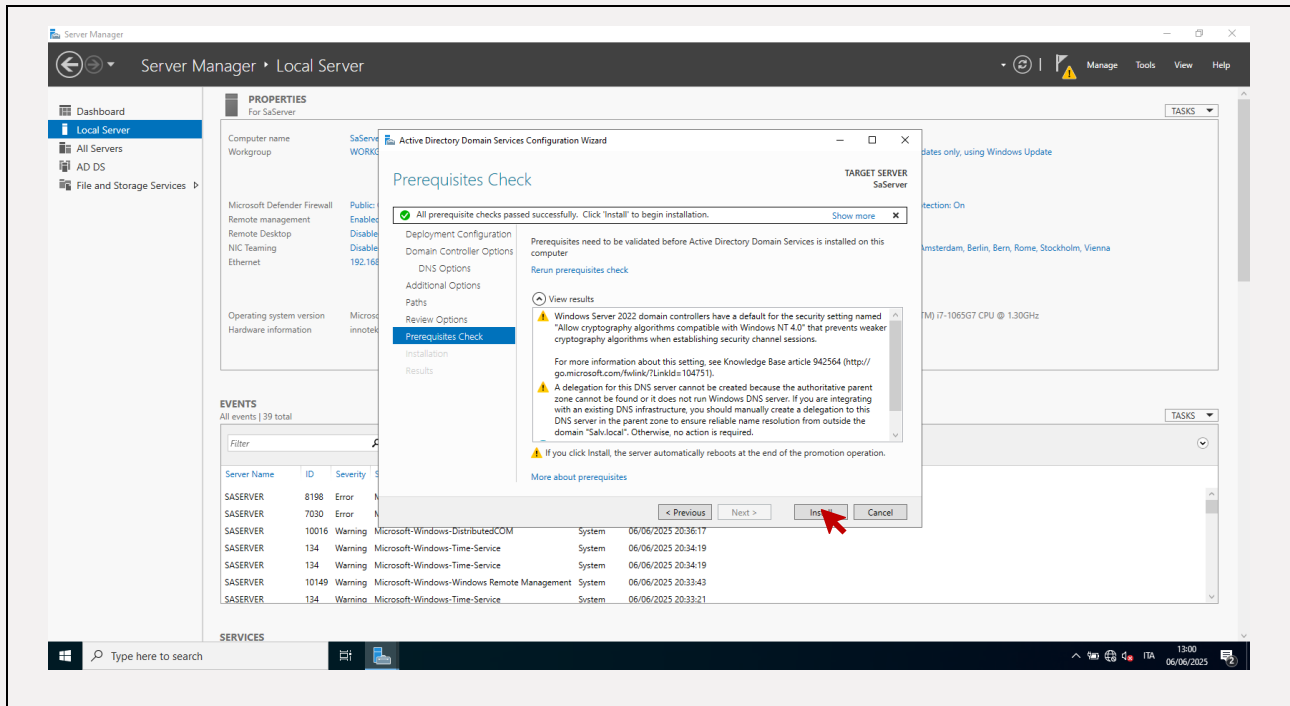 Server Manager
Server Manager • Local Server
Manage Tools View Help
Dashboard
Local Server
All Servers
AD DS
File and Storage Services
PROPERTIES
For SaServer
TASKS
Computer name
Workgroup
Microsoft Defender Firewall Public:
Remote management
Remote Desktop
NIC Teaming
Ethernet
Operating system version
Hardware information
dates only, using Windows Update
tection: On
Amsterdam, Berlin, Bern, Rome, Stockholm, Vienna
TM) i7-1065G7 CPU @ 1.30GHz
Active Directory Domain Services Configuration Wizard
Prerequisites Check
TARGET SERVER
SaServer
All prerequisite checks passed successfully. Click 'Install' to begin installation.
Show more
Deployment Configuration
Domain Controller Options
DNS Options
Additional Options
Paths
Review Options
Prerequisites Check
Installation
Results
Prerequisites need to be validated before Active Directory Domain Services is installed on this
computer
Rerun prerequisites check
View results
Windows Server 2022 domain controllers have a default for the security setting named
"Allow cryptography algorithms compatible with Windows NT 4.0" that prevents weaker
cryptography algorithms when establishing security channel sessions.
For more information about this setting, see Knowledge Base article 942564 (http://
go.microsoft.com/fwlink/?LinkId=104751).
A delegation for this DNS server cannot be created because the authoritative parent
zone cannot be found or it does not run Windows DNS server. If you are integrating
with an existing DNS infrastructure, you should manually create a delegation to this
DNS server in the parent zone to ensure reliable name resolution from outside the
domain "Salv.local". Otherwise, no action is required.
If you click Install, the server automatically reboots at the end of the promotion operation.
More about prerequisites
< Previous
Next >
Install
Cancel
EVENTS
All events | 39 total
TASKS
Filter
Server Name ID Severity
SASERVER 8198 Error
SASERVER 7030 Error
SASERVER 10016 Warning Microsoft-Windows-DistributedCOM System 06/06/2025 20:36:17
SASERVER 134 Warning Microsoft-Windows-Time-Service System 06/06/2025 20:34:19
SASERVER 134 Warning Microsoft-Windows-Time-Service System 06/06/2025 20:34:19
SASERVER 10149 Warning Microsoft-Windows-Windows Remote Management System 06/06/2025 20:33:43
SASERVER 134 Warning Microsoft-Windows-Time-Service System 06/06/2025 20:33:21
SERVICES
Type here to search
ITA
13:00
06/06/2025
2